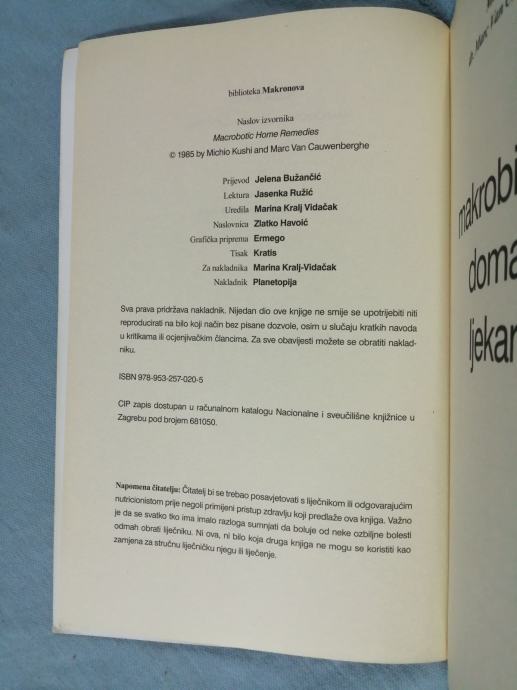 biblioteka Makronova
Naslov izvornika
Macrobotic Home Remedies
© 1985 by Michio Kushi and Marc Van Cauwenberghe
Prijevod Jelena Bužančić
Lektura Jasenka Ružić
Uredila Marina Kralj Vidačak
Naslovnica Zlatko Havoić
Grafička priprema Ermego
Tisak Kratis
Za nakladnika Marina Kralj-Vidačak
Nakladnik Planetopija
Sva prava pridržava nakladnik. Nijedan dio ove knjige ne smije se upotrijebiti niti
reproducirati na bilo koji način bez pisane dozvole, osim u slučaju kratkih navoda
u kritikama ili ocjenjivačkim člancima. Za sve obavijesti možete se obratiti naklad-
niku.
ISBN 978-953-257-020-5
CIP zapis dostupan u računalnom katalogu Nacionalne i sveučilišne knjižnice u
Zagrebu pod brojem 681050.
Napomena čitatelju: Čitatelj bi se trebao posavjetovati s liječnikom ili odgovarajućim
nutricionistom prije negoli primijeni pristup zdravlju koji predlaže ova knjiga. Važno
je da se svatko tko ima imalo razloga sumnjati da boluje od neke ozbiljne bolesti
odmah obrati liječniku. Ni ova, ni bilo koja druga knjiga ne mogu se koristiti kao
zamjena za stručnu liječničku njegu ili liječenje.
makrobi
doma
ljekar